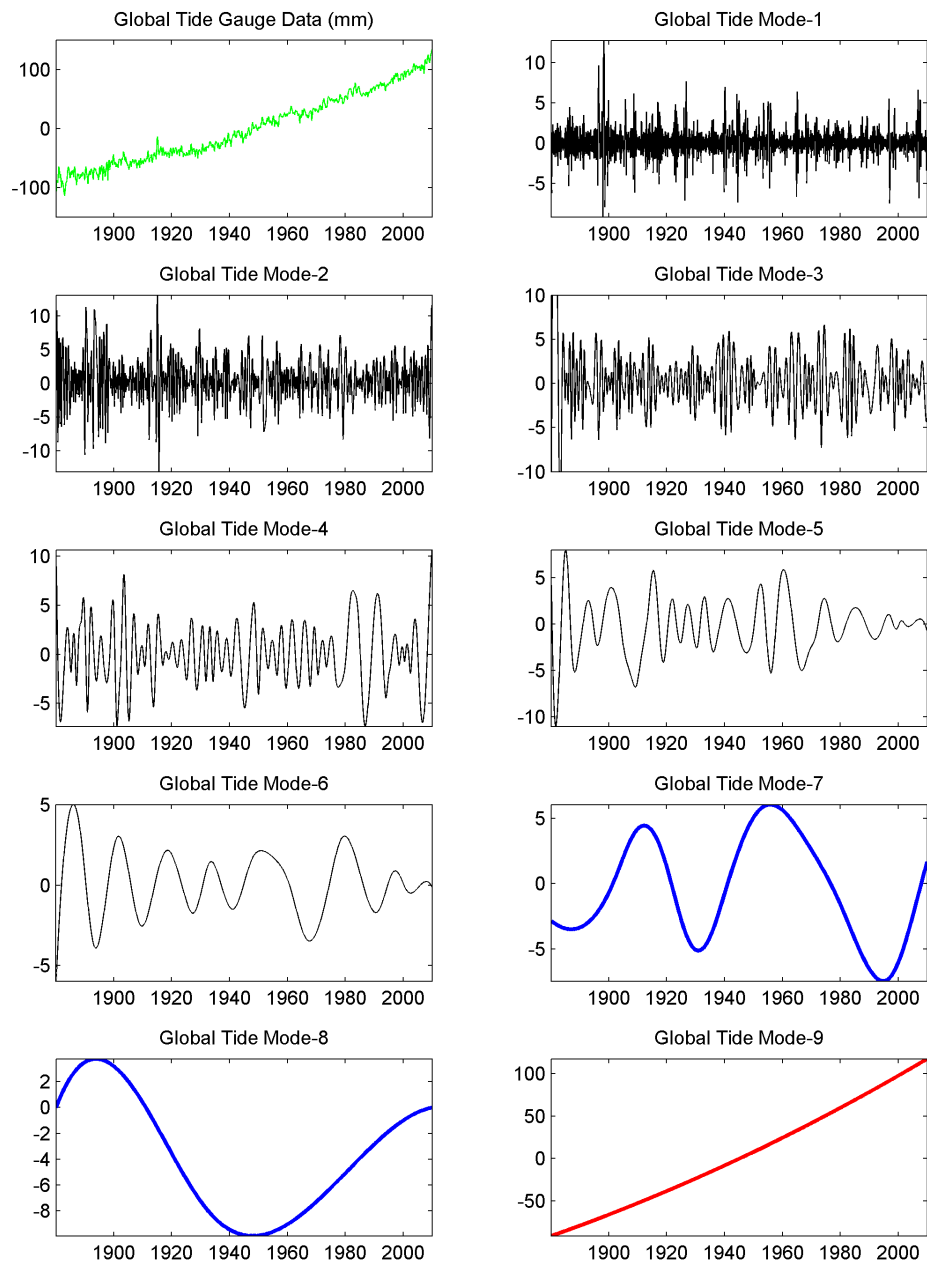 Global Tide Gauge Data (mm)
100
0
-100
1900 1920 1940 1960 1980 2000
Global Tide Mode-1
10
5
0
-5
1900 1920 1940 1960 1980 2000
Global Tide Mode-2
10
5
0
-5
-10
1900 1920 1940 1960 1980 2000
Global Tide Mode-3
10
5
0
-5
-10
1900 1920 1940 1960 1980 2000
Global Tide Mode-4
10
5
0
-5
1900 1920 1940 1960 1980 2000
Global Tide Mode-5
5
0
-5
-10
1900 1920 1940 1960 1980 2000
Global Tide Mode-6
5
0
-5
1900 1920 1940 1960 1980 2000
Global Tide Mode-7
5
0
-5
1900 1920 1940 1960 1980 2000
Global Tide Mode-8
2
0
-2
-4
-6
-8
1900 1920 1940 1960 1980 2000
Global Tide Mode-9
100
50
0
-50
1900 1920 1940 1960 1980 2000